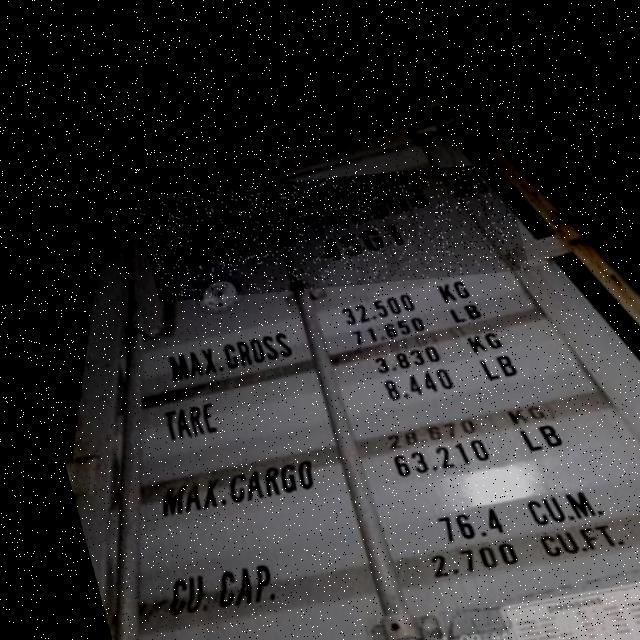 MAX.GROSS 32.500 KG
71.650 LB
TARE 3.830 KG
8.440 LB
MAX.CARGO 28.670 KG
63.210 LB
CU. CAP. 76.4 CU.M.
2.700 CU.FT.